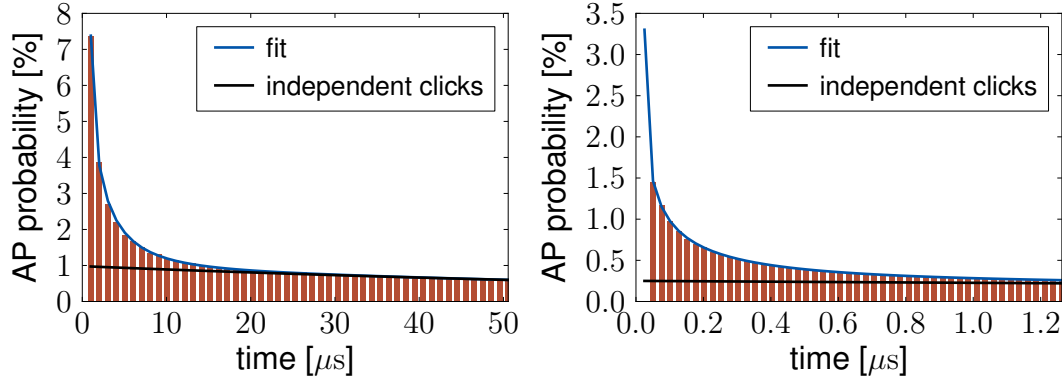 AP probability [%]
8
7
6
5
4
3
2
1
0
fit
independent clicks
0 10 20 30 40 50
time [μs]
AP probability [%]
3.5
3.0
2.5
2.0
1.5
1.0
0.5
0.0
fit
independent clicks
0.0 0.2 0.4 0.6 0.8 1.0 1.2
time [μs]